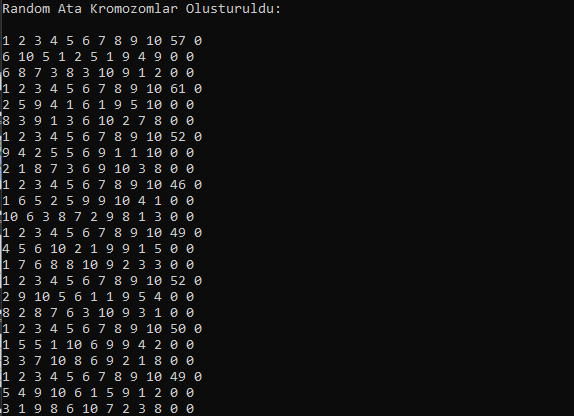 Random Ata Kromozomlar Olusturuldu:
1 2 3 4 5 6 7 8 9 10 57 0
6 10 5 1 2 5 1 9 4 9 0 0
6 8 7 3 8 3 10 9 1 2 0 0
1 2 3 4 5 6 7 8 9 10 61 0
2 5 9 4 1 6 1 9 5 10 0 0
8 3 9 1 3 6 10 2 7 8 0 0
1 2 3 4 5 6 7 8 9 10 52 0
9 4 2 5 5 6 9 1 1 10 0 0
2 1 8 7 3 6 9 10 3 8 0 0
1 2 3 4 5 6 7 8 9 10 46 0
1 6 5 2 5 9 9 10 4 1 0 0
10 6 3 8 7 2 9 8 1 3 0 0
1 2 3 4 5 6 7 8 9 10 49 0
4 5 6 10 2 1 9 9 1 5 0 0
1 7 6 8 8 10 9 2 3 3 0 0
1 2 3 4 5 6 7 8 9 10 52 0
2 9 10 5 6 1 1 9 5 4 0 0
8 2 8 7 6 3 10 9 3 1 0 0
1 2 3 4 5 6 7 8 9 10 50 0
1 5 5 1 10 6 9 9 4 2 0 0
3 3 7 10 8 6 9 2 1 8 0 0
1 2 3 4 5 6 7 8 9 10 49 0
5 4 9 10 6 1 5 9 1 2 0 0
3 1 9 8 6 10 7 2 3 8 0 0